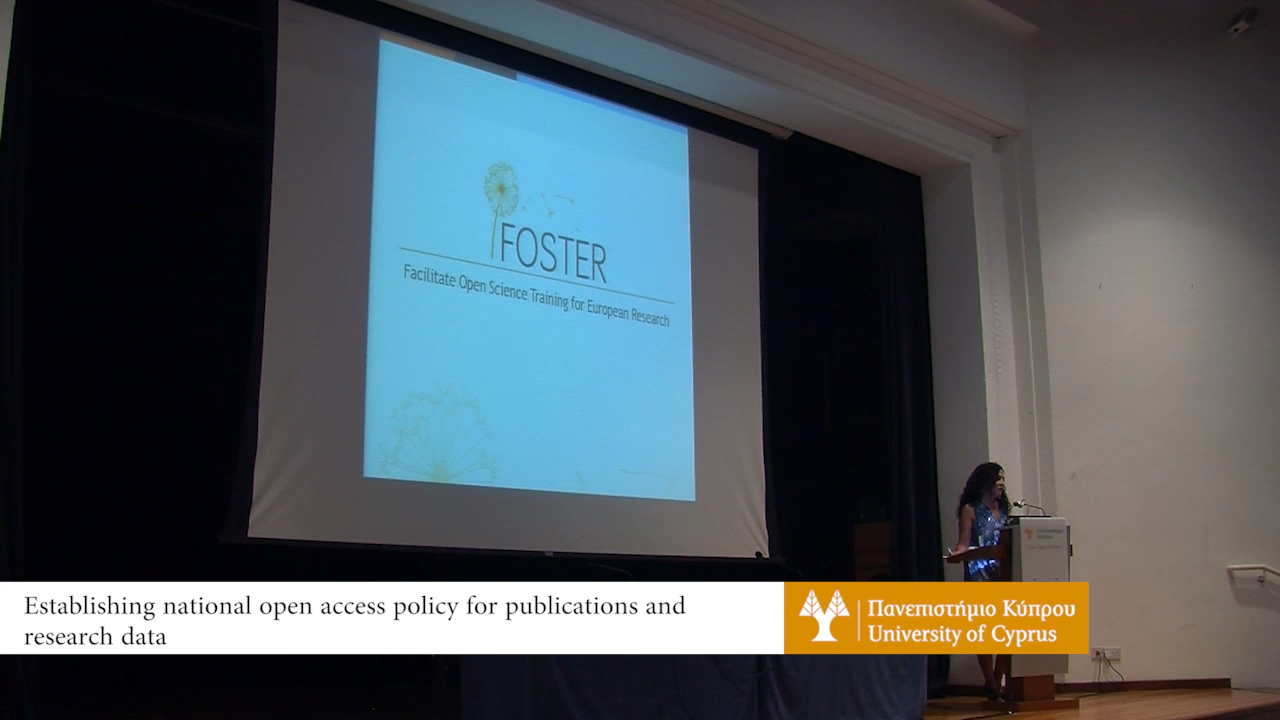 FOSTER
Facilitate Open Science Training for European Research
Establishing national open access policy for publications and
research data
Πανεπιστήμιο Κύπρου
University of Cyprus